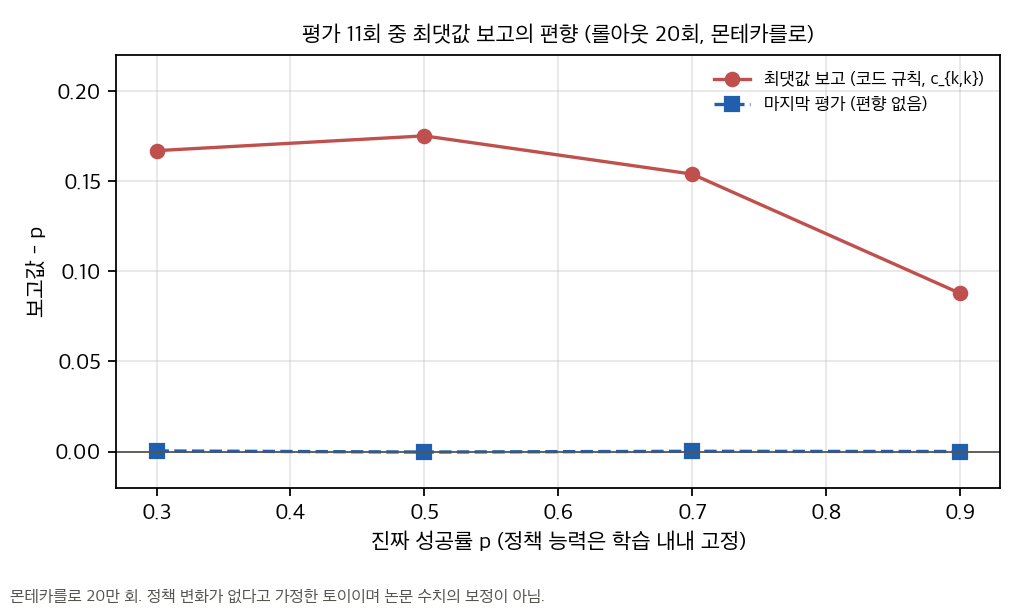 평가 11회 중 최댓값 보고의 편향 (롤아웃 20회, 몬테카를로)
최댓값 보고 (코드 규칙, c_{k,k})
마지막 평가 (편향 없음)
보고값 - p
0.20
0.15
0.10
0.05
0.00
0.3 0.4 0.5 0.6 0.7 0.8 0.9
진짜 성공률 p (정책 능력은 학습 내내 고정)
몬테카를로 20만 회. 정책 변화가 없다고 가정한 토이이며 논문 수치의 보정이 아님.